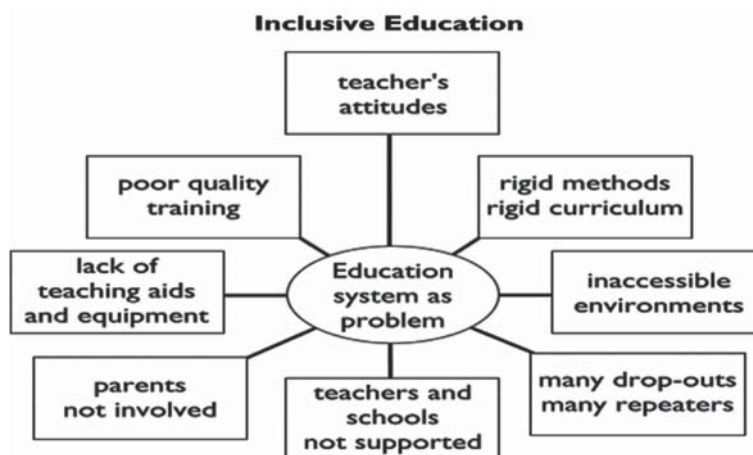 Inclusive Education
teacher's
attitudes
poor quality
training
rigid methods
rigid curriculum
lack of
teaching aids
and equipment
Education
system as
problem
inaccessible
environments
parents
not involved
teachers and
schools
not supported
many drop-outs
many repeaters